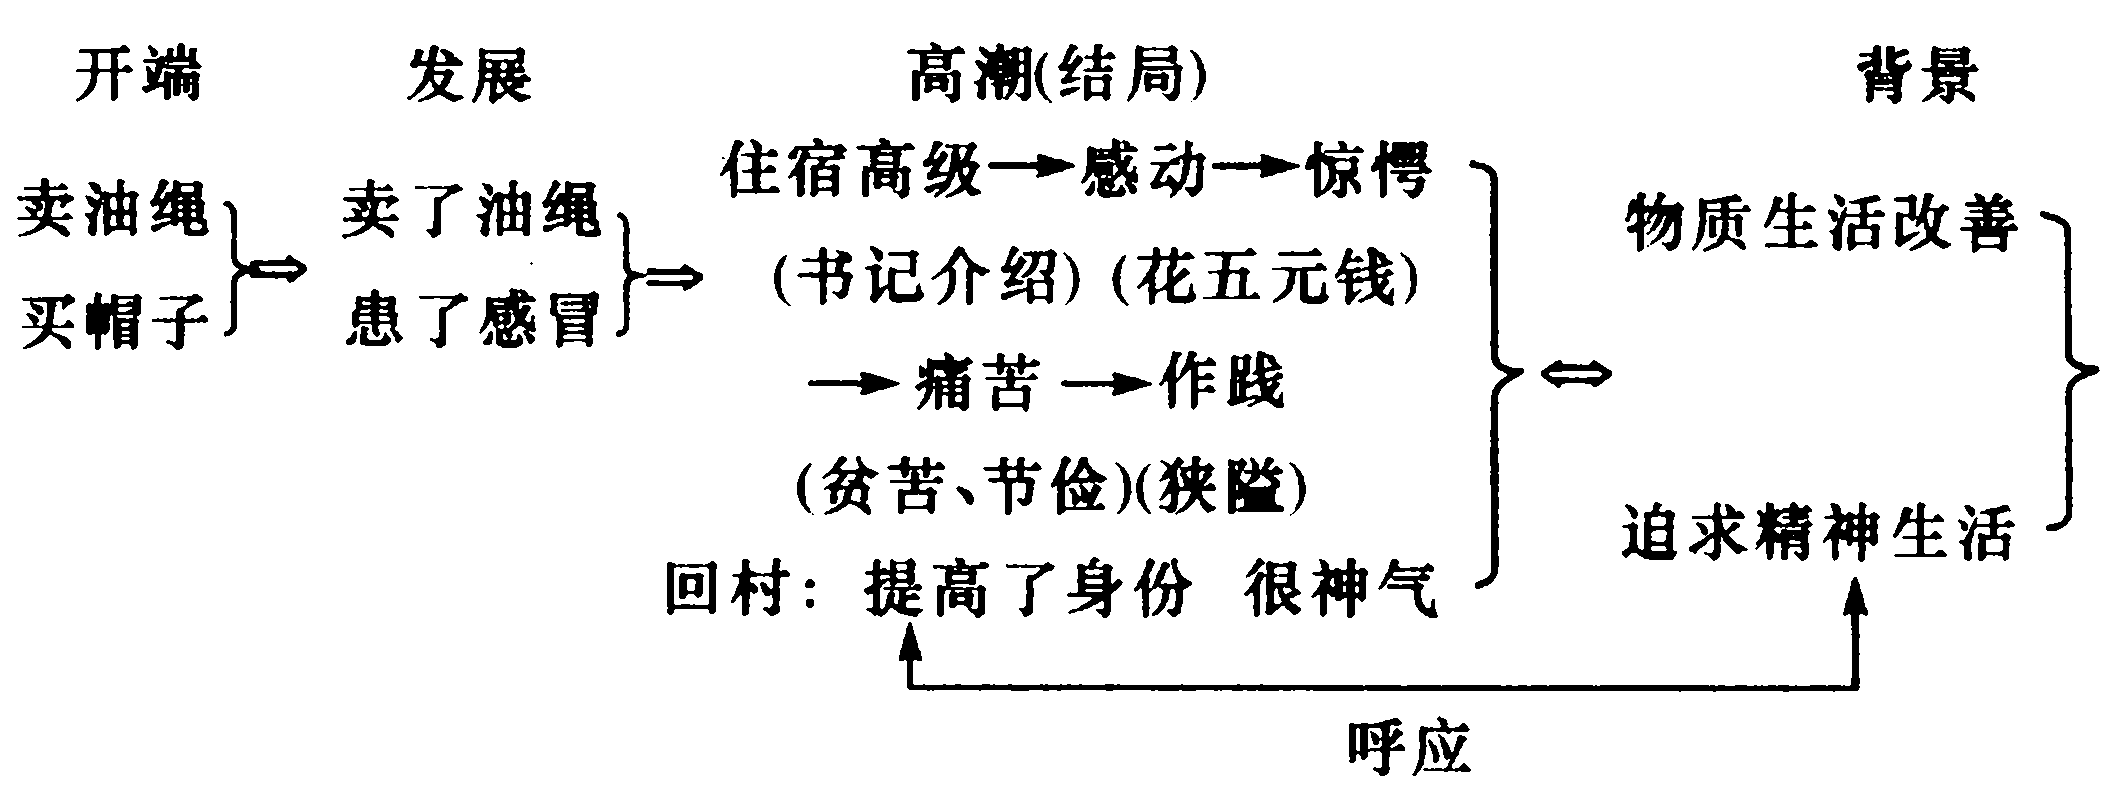 开端 发展 高潮(结局) 背景
住宿高级→感动→惊愕
卖油绳 卖了油绳 物质生活改善
(书记介绍) (花五元钱)
买帽子 患了感冒
→痛苦→作践
(贫苦、节俭)(狭隘)
迫求精神生活
回村：提高了身份 很神气
呼应